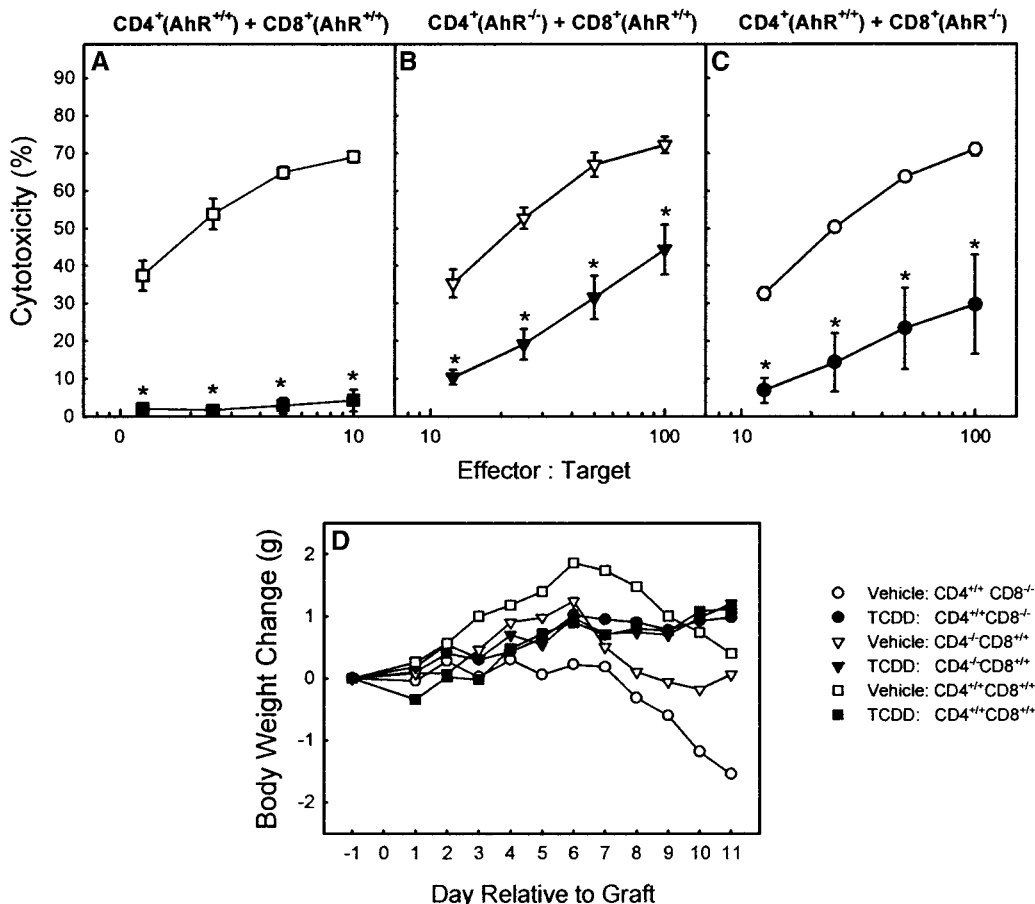 CD4⁺(AhR⁺/⁺) + CD8⁺(AhR⁺/⁺) CD4⁺(AhR⁻/⁻) + CD8⁺(AhR⁺/⁺) CD4⁺(AhR⁺/⁺) + CD8⁺(AhR⁻/⁻)
A B C
Cytotoxicity (%)
90
80
70
60
50
40
30
20
10
0
* * * *
* * * *
* * * *
0 10 10 100 10 100
Effector : Target
D
Body Weight Change (g)
2
1
0
-1
-2
-1 0 1 2 3 4 5 6 7 8 9 10 11
Day Relative to Graft
Vehicle: CD4⁺/⁺ CD8⁻/⁻
TCDD: CD4⁺/⁺CD8⁻/⁻
Vehicle: CD4⁻/⁻CD8⁺/⁺
TCDD: CD4⁻/⁻CD8⁺/⁺
Vehicle: CD4⁺/⁺CD8⁺/⁺
TCDD: CD4⁺/⁺CD8⁺/⁺